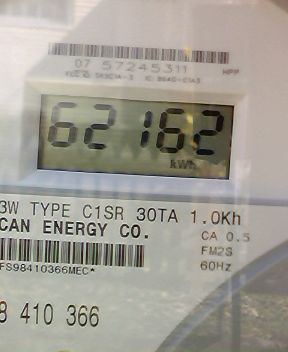 07 57245311
62162
kWh
3W TYPE C1SR 30TA 1.0Kh
CAN ENERGY CO.
CA 0.5
FM2S
60Hz
FS98410366MEC*
8 410 366